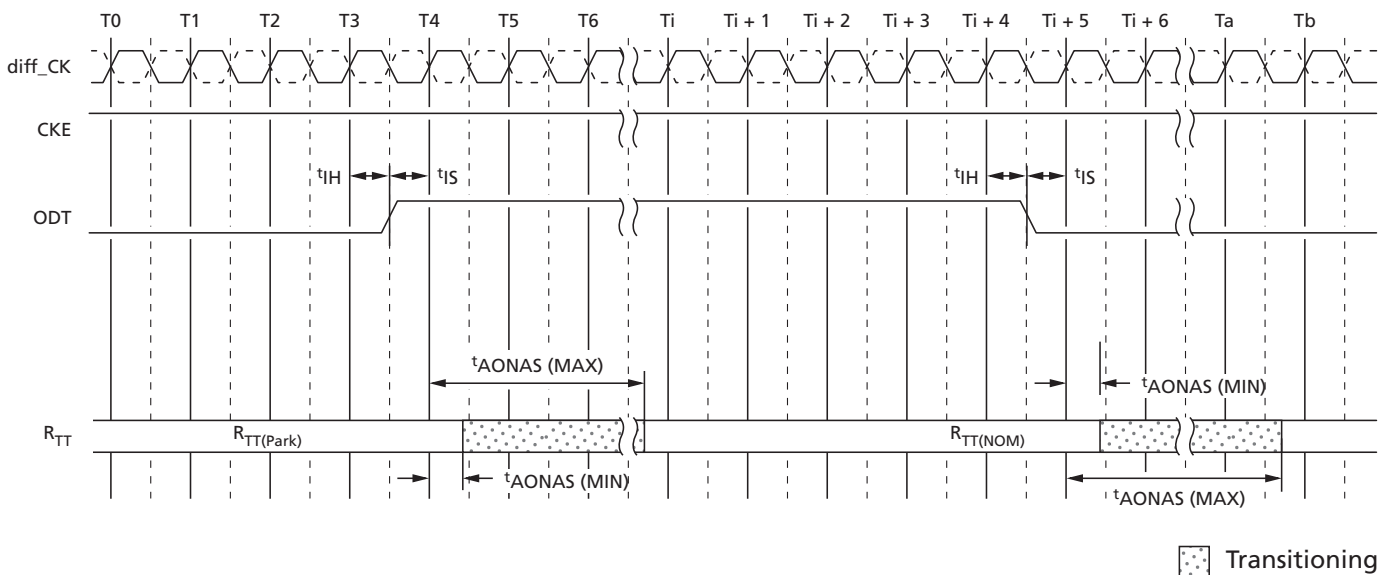 T0 T1 T2 T3 T4 T5 T6 Ti Ti + 1 Ti + 2 Ti + 3 Ti + 4 Ti + 5 Ti + 6 Ta Tb
diff_CK
CKE
tIH tIS tIH tIS
ODT
tAONAS (MAX)
tAONAS (MIN)
RTT RTT(Park) RTT(NOM)
tAONAS (MIN)
tAONAS (MAX)
Transitioning